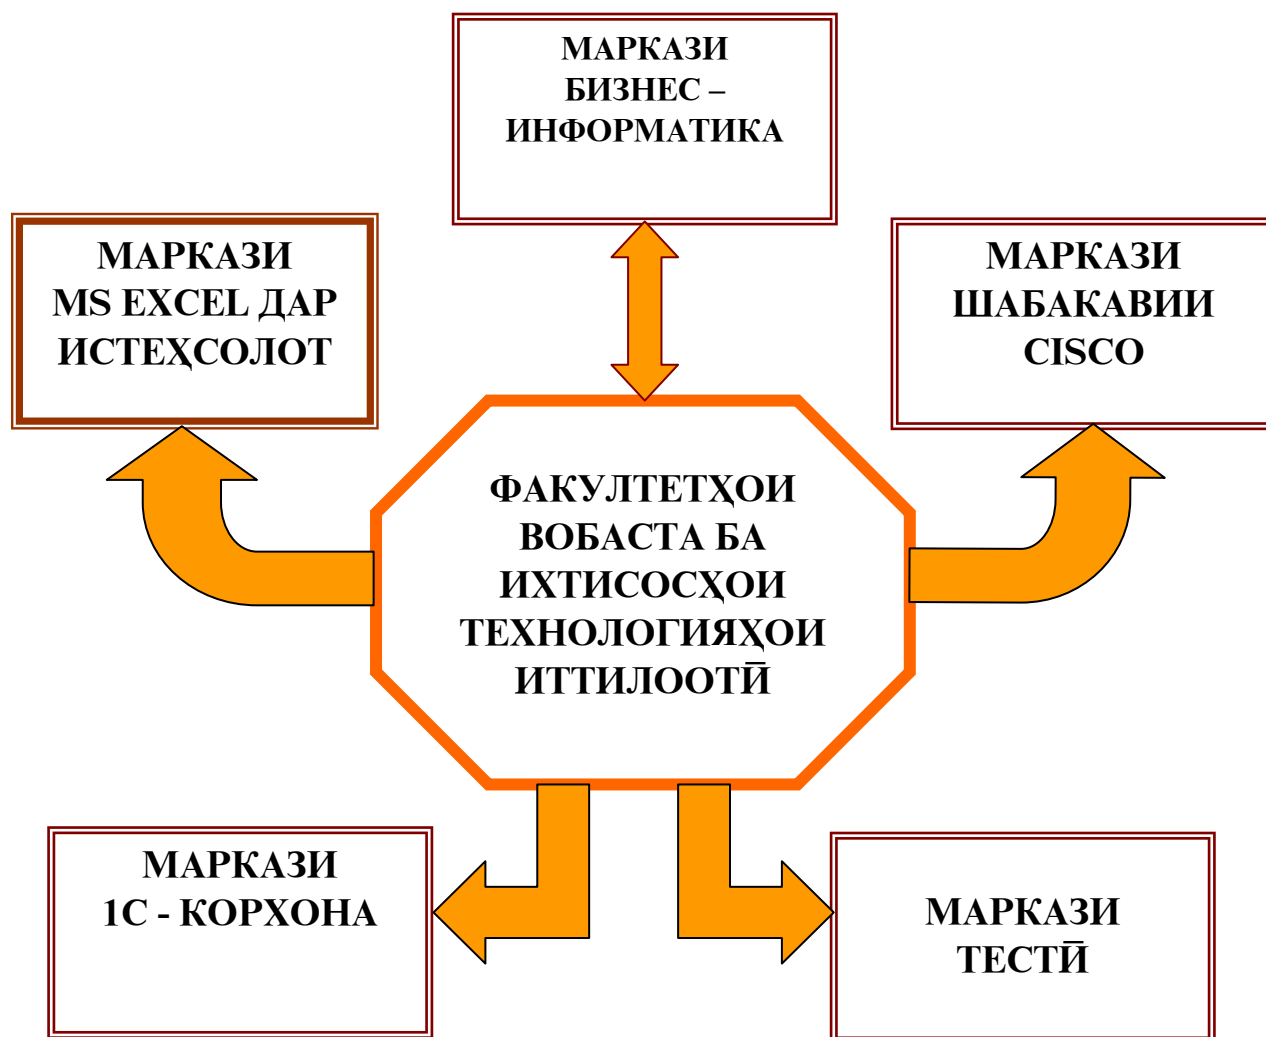 МАРКАЗИ
БИЗНЕС –
ИНФОРМАТИКА
МАРКАЗИ
MS EXCEL ДАР
ИСТЕҲСОЛОТ
МАРКАЗИ
ШАБАКАВИИ
CISCO
ФАКУЛТЕТҲОИ
ВОБАСТА БА
ИХТИСОСҲОИ
ТЕХНОЛОГИЯҲОИ
ИТТИЛООТӢ
МАРКАЗИ
1С - КОРХОНА
МАРКАЗИ
ТЕСТӢ